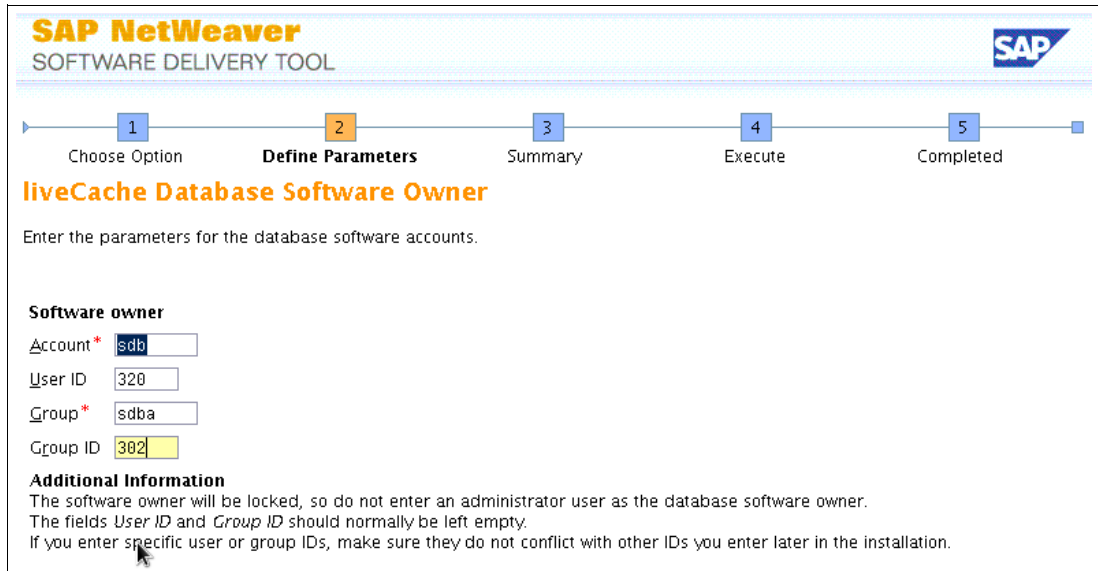 SAP NetWeaver
SOFTWARE DELIVERY TOOL
SAP
1 2 3 4 5
Choose Option Define Parameters Summary Execute Completed
liveCache Database Software Owner
Enter the parameters for the database software accounts.
Software owner
Account* sdb
User ID 320
Group* sdba
Group ID 302
Additional Information
The software owner will be locked, so do not enter an administrator user as the database software owner.
The fields User ID and Group ID should normally be left empty.
If you enter specific user or group IDs, make sure they do not conflict with other IDs you enter later in the installation.